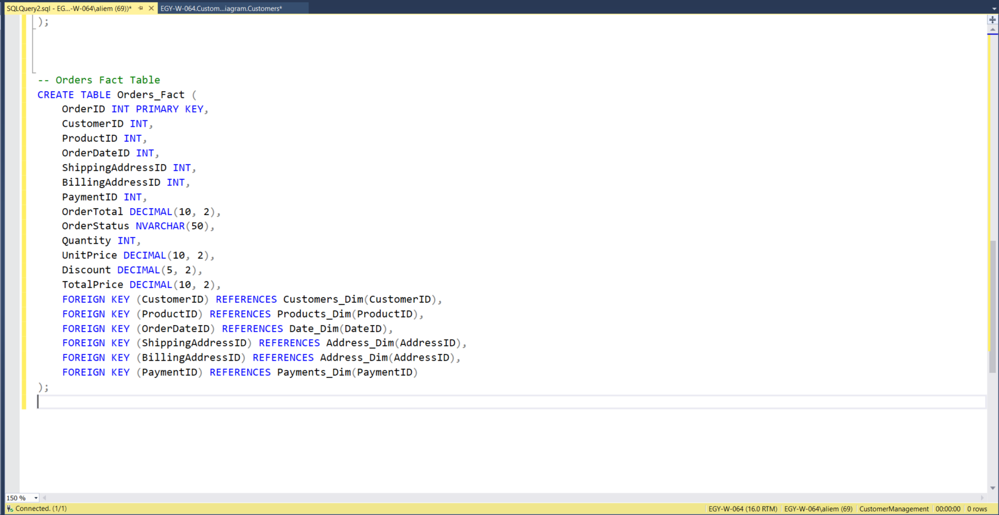 SQLQuery2.sql - EG...-W-064\aliem (69))*
EGY-W-064.Custom...iagram.Customers*
);
-- Orders Fact Table
CREATE TABLE Orders_Fact (
OrderID INT PRIMARY KEY,
CustomerID INT,
ProductID INT,
OrderDateID INT,
ShippingAddressID INT,
BillingAddressID INT,
PaymentID INT,
OrderTotal DECIMAL(10, 2),
OrderStatus NVARCHAR(50),
Quantity INT,
UnitPrice DECIMAL(10, 2),
Discount DECIMAL(5, 2),
TotalPrice DECIMAL(10, 2),
FOREIGN KEY (CustomerID) REFERENCES Customers_Dim(CustomerID),
FOREIGN KEY (ProductID) REFERENCES Products_Dim(ProductID),
FOREIGN KEY (OrderDateID) REFERENCES Date_Dim(DateID),
FOREIGN KEY (ShippingAddressID) REFERENCES Address_Dim(AddressID),
FOREIGN KEY (BillingAddressID) REFERENCES Address_Dim(AddressID),
FOREIGN KEY (PaymentID) REFERENCES Payments_Dim(PaymentID)
);
150 %
Connected. (1/1)
EGY-W-064 (16.0 RTM)
EGY-W-064\aliem (69)
CustomerManagement
00:00:00
0 rows